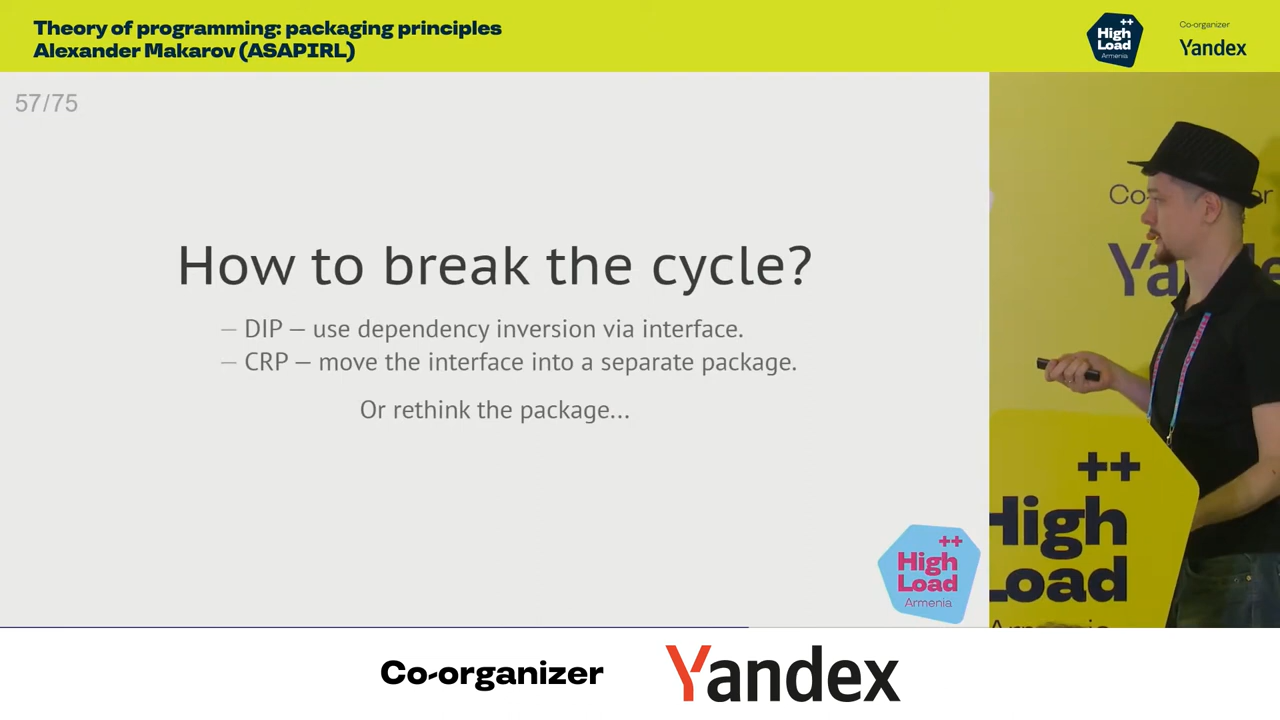 Theory of programming: packaging principles
Alexander Makarov (ASAPIRL)
++
High
Load
Armenia
Co-organizer
Yandex
57/75
How to break the cycle?
— DIP — use dependency inversion via interface.
— CRP — move the interface into a separate package.
Or rethink the package...
++
High
Load
Armenia
++
High
Load
Co-organizer
Yandex